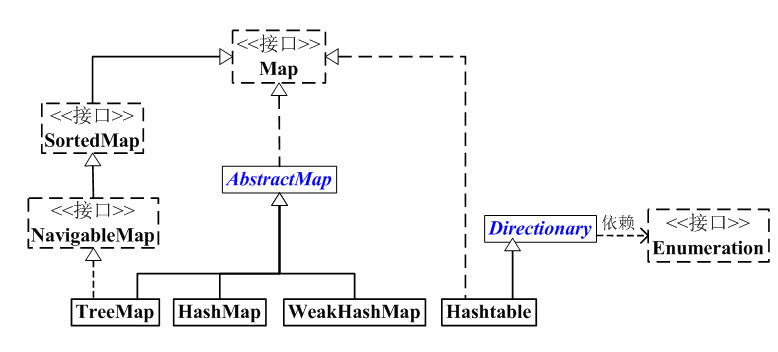 <<接口>>
Map
<<接口>>
SortedMap
AbstractMap
<<接口>>
NavigableMap
Directionary
依赖
<<接口>>
Enumeration
TreeMap
HashMap
WeakHashMap
Hashtable